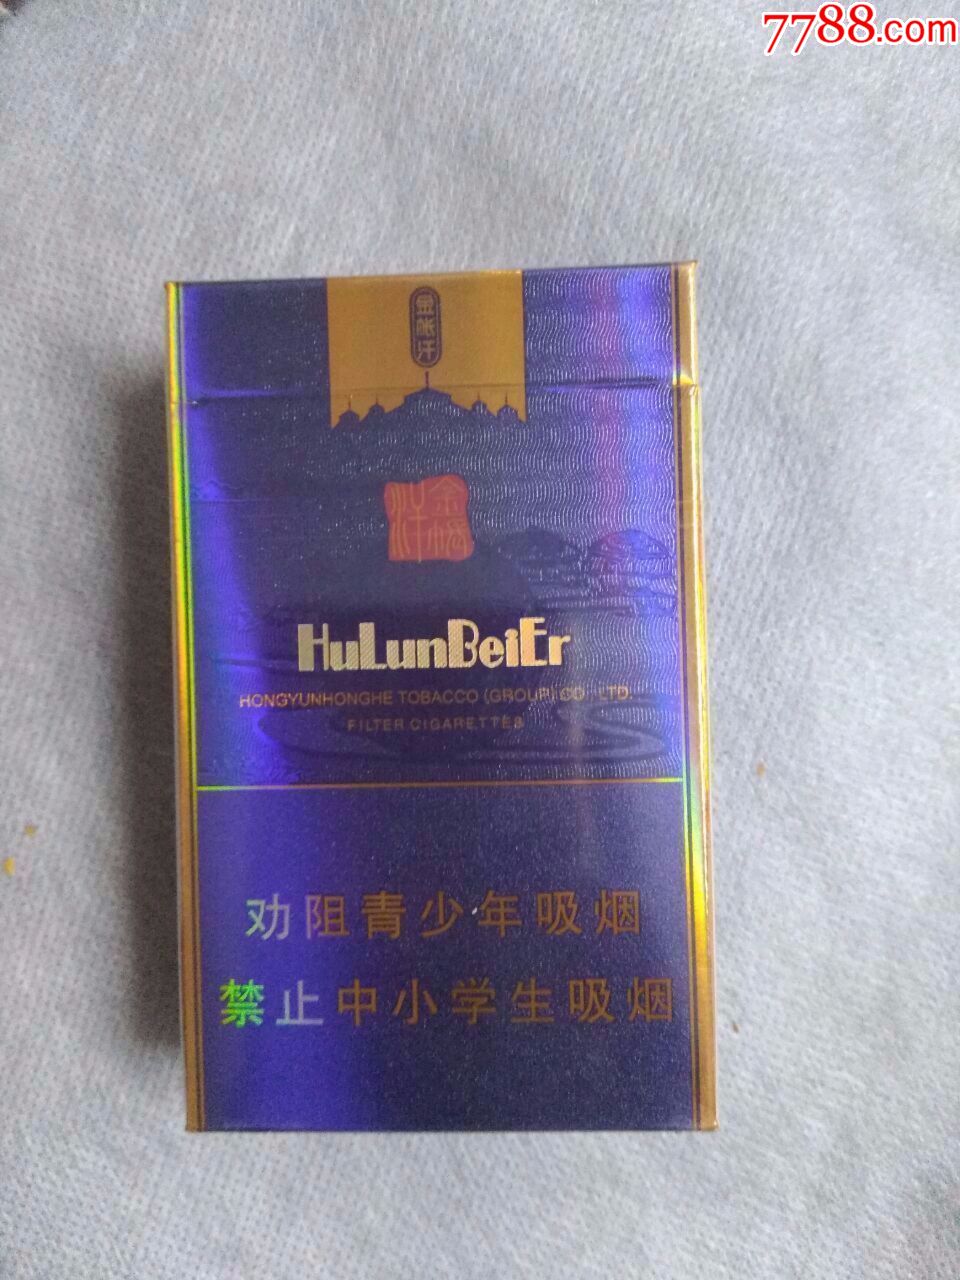 7788.com
金帐汗
金帐汗
HuLunBeiEr
HONGYUNHONGHE TOBACCO (GROUP) CO., LTD.
FILTER CIGARETTES
劝阻青少年吸烟
禁止中小学生吸烟